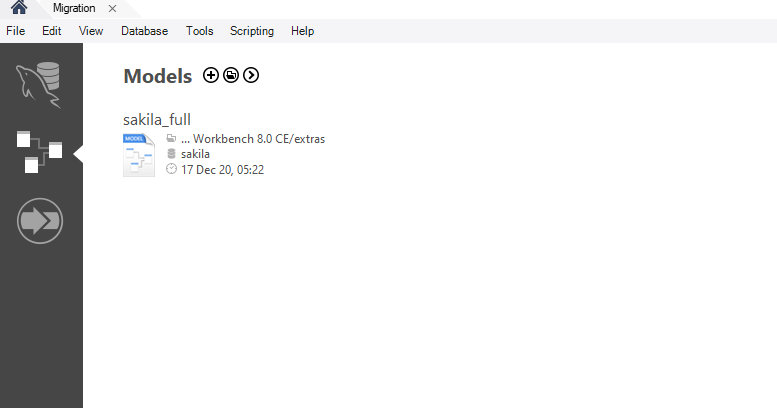 Migration
File Edit View Database Tools Scripting Help
Models
sakila_full
MODEL
... Workbench 8.0 CE/extras
sakila
17 Dec 20, 05:22